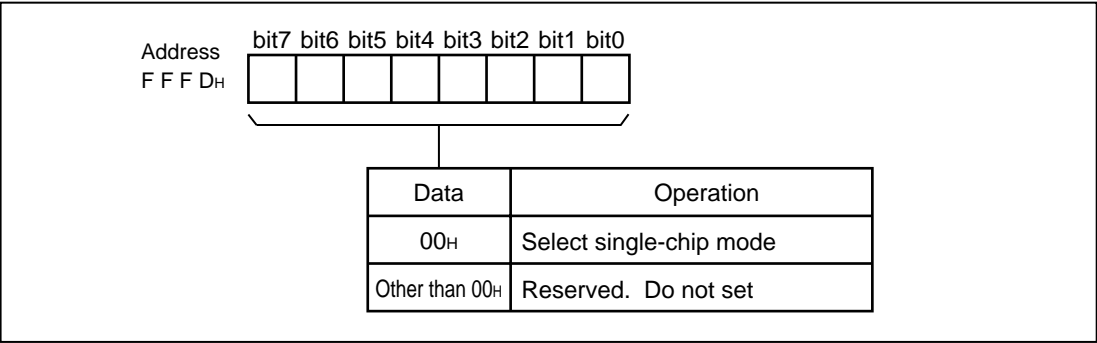 bit7 bit6 bit5 bit4 bit3 bit2 bit1 bit0
Address
F F F DH
Data Operation
00H Select single-chip mode
Other than 00H Reserved. Do not set